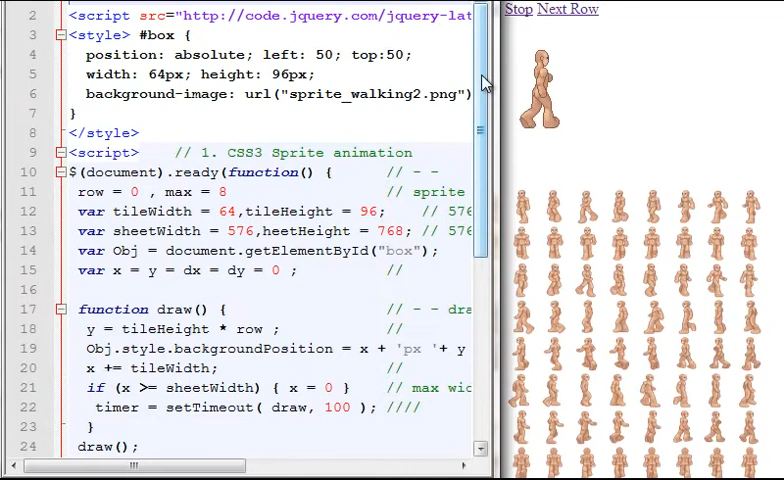 2 <script src="http://code.jquery.com/jquery-lat
3 <style> #box {
4 position: absolute; left: 50; top:50;
5 width: 64px; height: 96px;
6 background-image: url("sprite_walking2.png")
7 }
8 </style>
9 <script> // 1. CSS3 Sprite animation
10 $(document).ready(function() { // - -
11 row = 0 , max = 8 // sprite
12 var tileWidth = 64,tileHeight = 96; // 576
13 var sheetWidth = 576,heetHeight = 768; // 576
14 var Obj = document.getElementById("box");
15 var x = y = dx = dy = 0 ; //
16
17 function draw() { // - - dra
18 y = tileHeight * row ; //
19 Obj.style.backgroundPosition = x + 'px '+ y
20 x += tileWidth; //
21 if (x >= sheetWidth) { x = 0 } // max wid
22 timer = setTimeout( draw, 100 ); ////
23 }
24 draw();
Stop Next Row